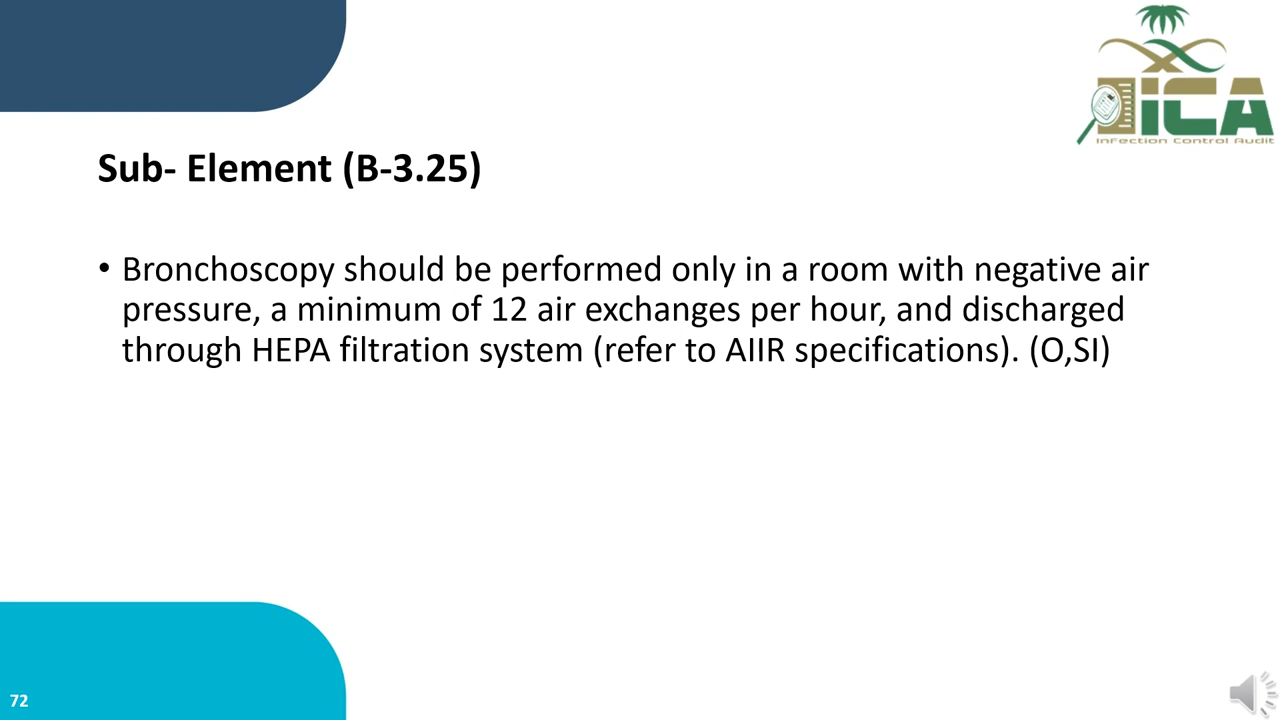 iCA
Infection Control Audit
Sub- Element (B-3.25)
• Bronchoscopy should be performed only in a room with negative air
pressure, a minimum of 12 air exchanges per hour, and discharged
through HEPA filtration system (refer to AIIR specifications). (O,SI)
72